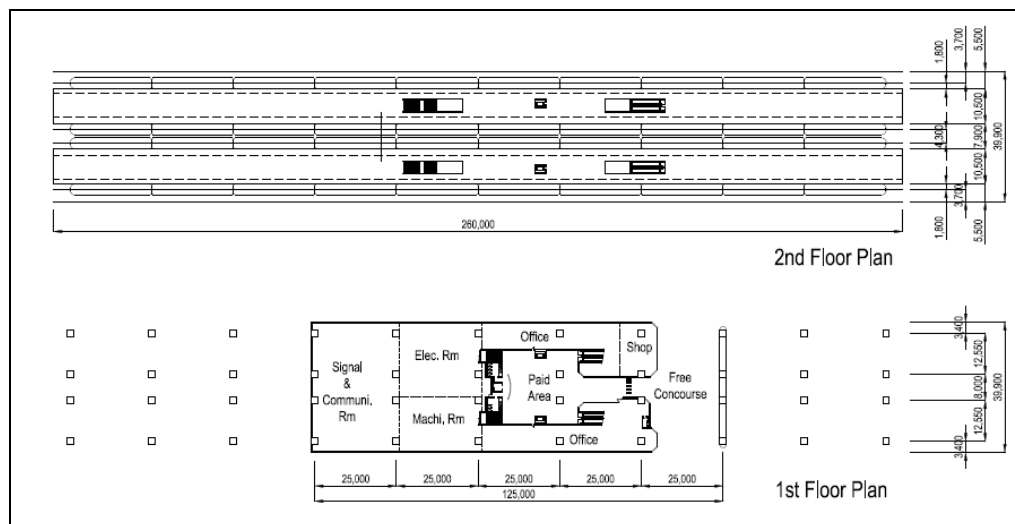 1,800
3,700
5,500
10,500
4,300
7,900
39,900
10,500
3,700
1,800
5,500
260,000
2nd Floor Plan
Office
Shop
Elec. Rm
Signal
&
Communi.
Rm
Paid
Area
Free
Concourse
Machi, Rm
Office
3,400
12,550
8,000
39,900
12,550
3,400
25,000 25,000 25,000 25,000 25,000
125,000
1st Floor Plan